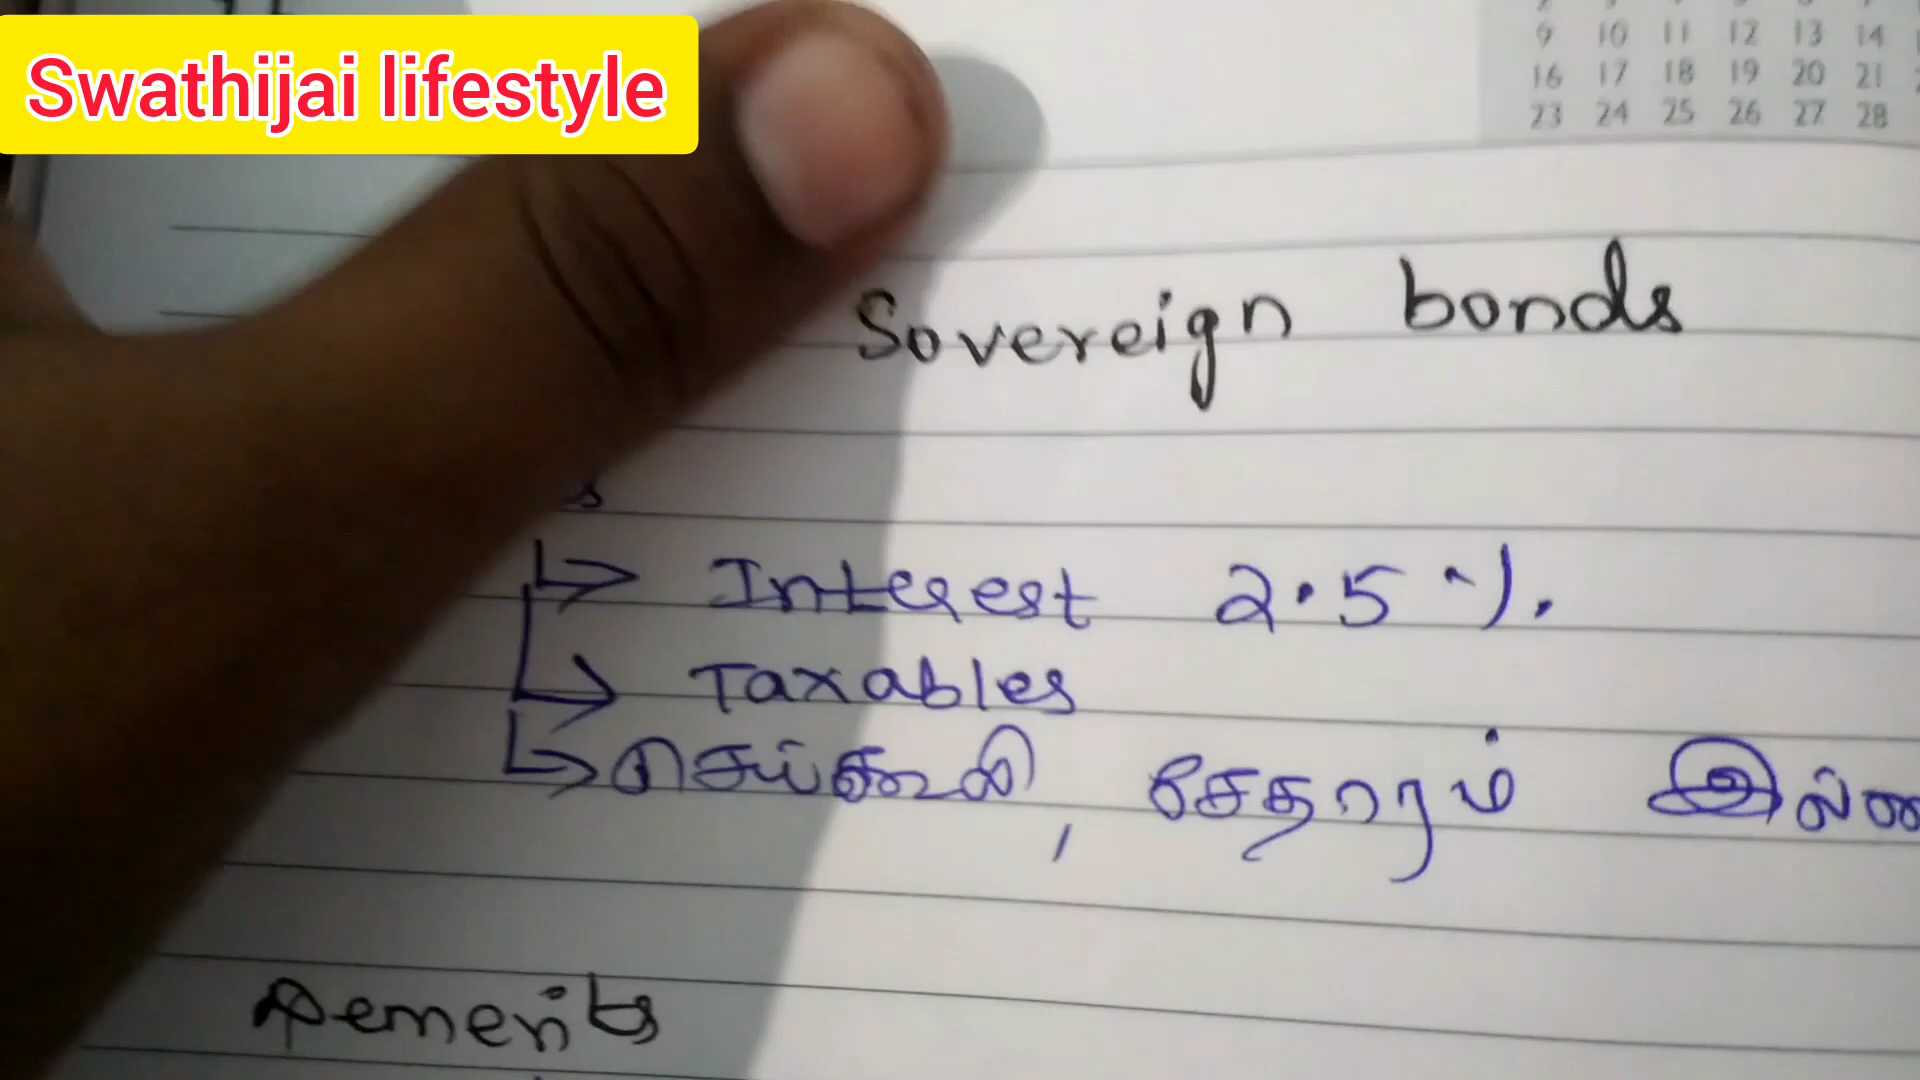 Swathijai lifestyle
9 10 11 12 13 14
16 17 18 19 20 21
23 24 25 26 27 28
Sovereign bonds
Interest 2.5 %.
Taxables
செய்கூலி, சேதாரம்
Demerits